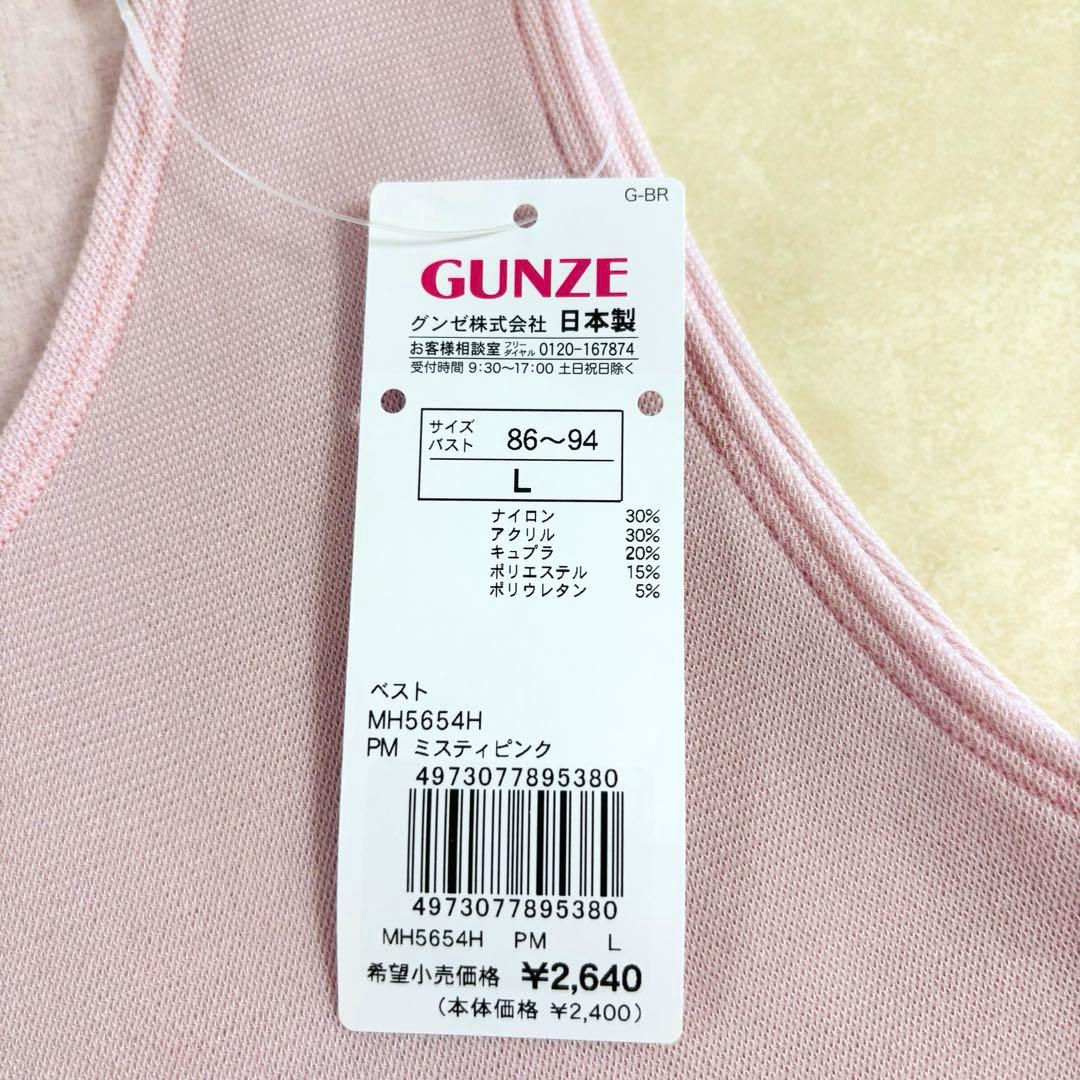 G-BR
GUNZE
グンゼ株式会社 日本製
お客様相談室 フリーダイヤル 0120-167874
受付時間 9:30〜17:00 土日祝日除く
サイズ
バスト 86〜94
L
ナイロン 30%
アクリル 30%
キュプラ 20%
ポリエステル 15%
ポリウレタン 5%
ベスト
MH5654H
PM ミスティピンク
4973077895380
4973077895380
MH5654H PM L
希望小売価格 ¥2,640
(本体価格 ¥2,400)